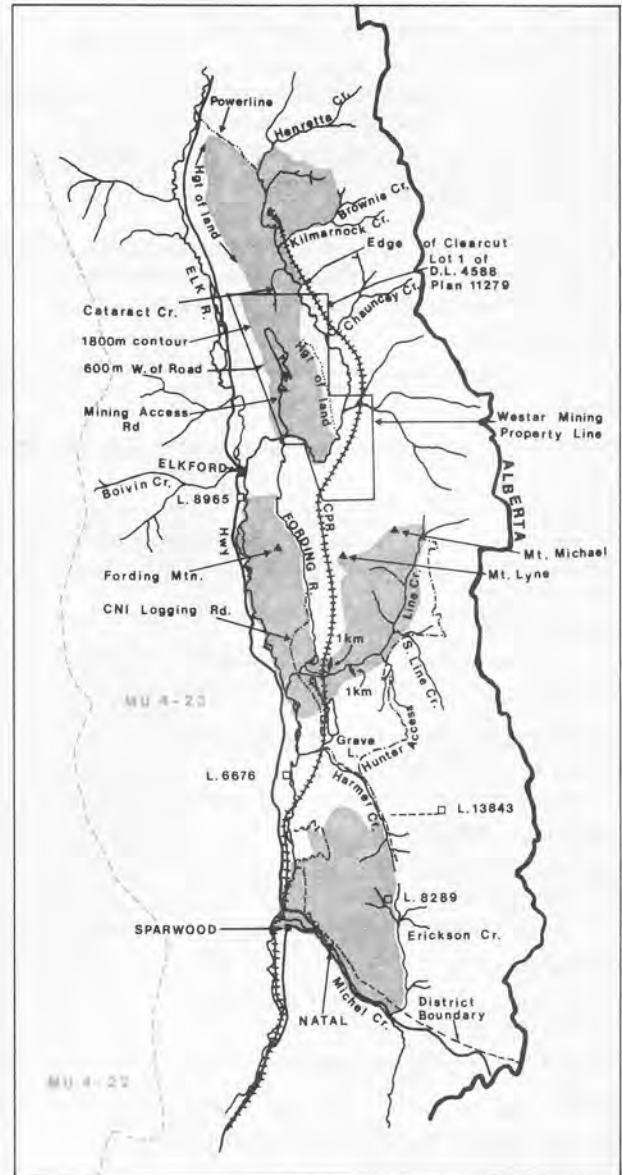 Powerline
Henretta Cr.
Hgt of land
Brownie Cr.
Kilmarnock Cr.
Edge of Clearcut
Lot 1 of
D.L. 4588
Plan 11279
ELK R.
Chauncey Cr.
Cataract Cr.
1800m contour
600m W. of Road
Hgt of land
Mining Access
Rd
Westar Mining
Property Line
ALBERTA
ELKFORD
Boivin Cr.
L. 8965
CPR
Hwy
FORDING R.
Mt. Michael
Fording Mtn.
Mt. Lyne
CNI Logging Rd.
Line Cr.
1km
S. Line Cr.
1km
MU 4-23
Grave
L.
Hunter Access
L. 6676
Harmer Cr.
L. 13843
L. 8289
SPARWOOD
Erickson Cr.
Michel Cr.
District
Boundary
NATAL
MU 4-22